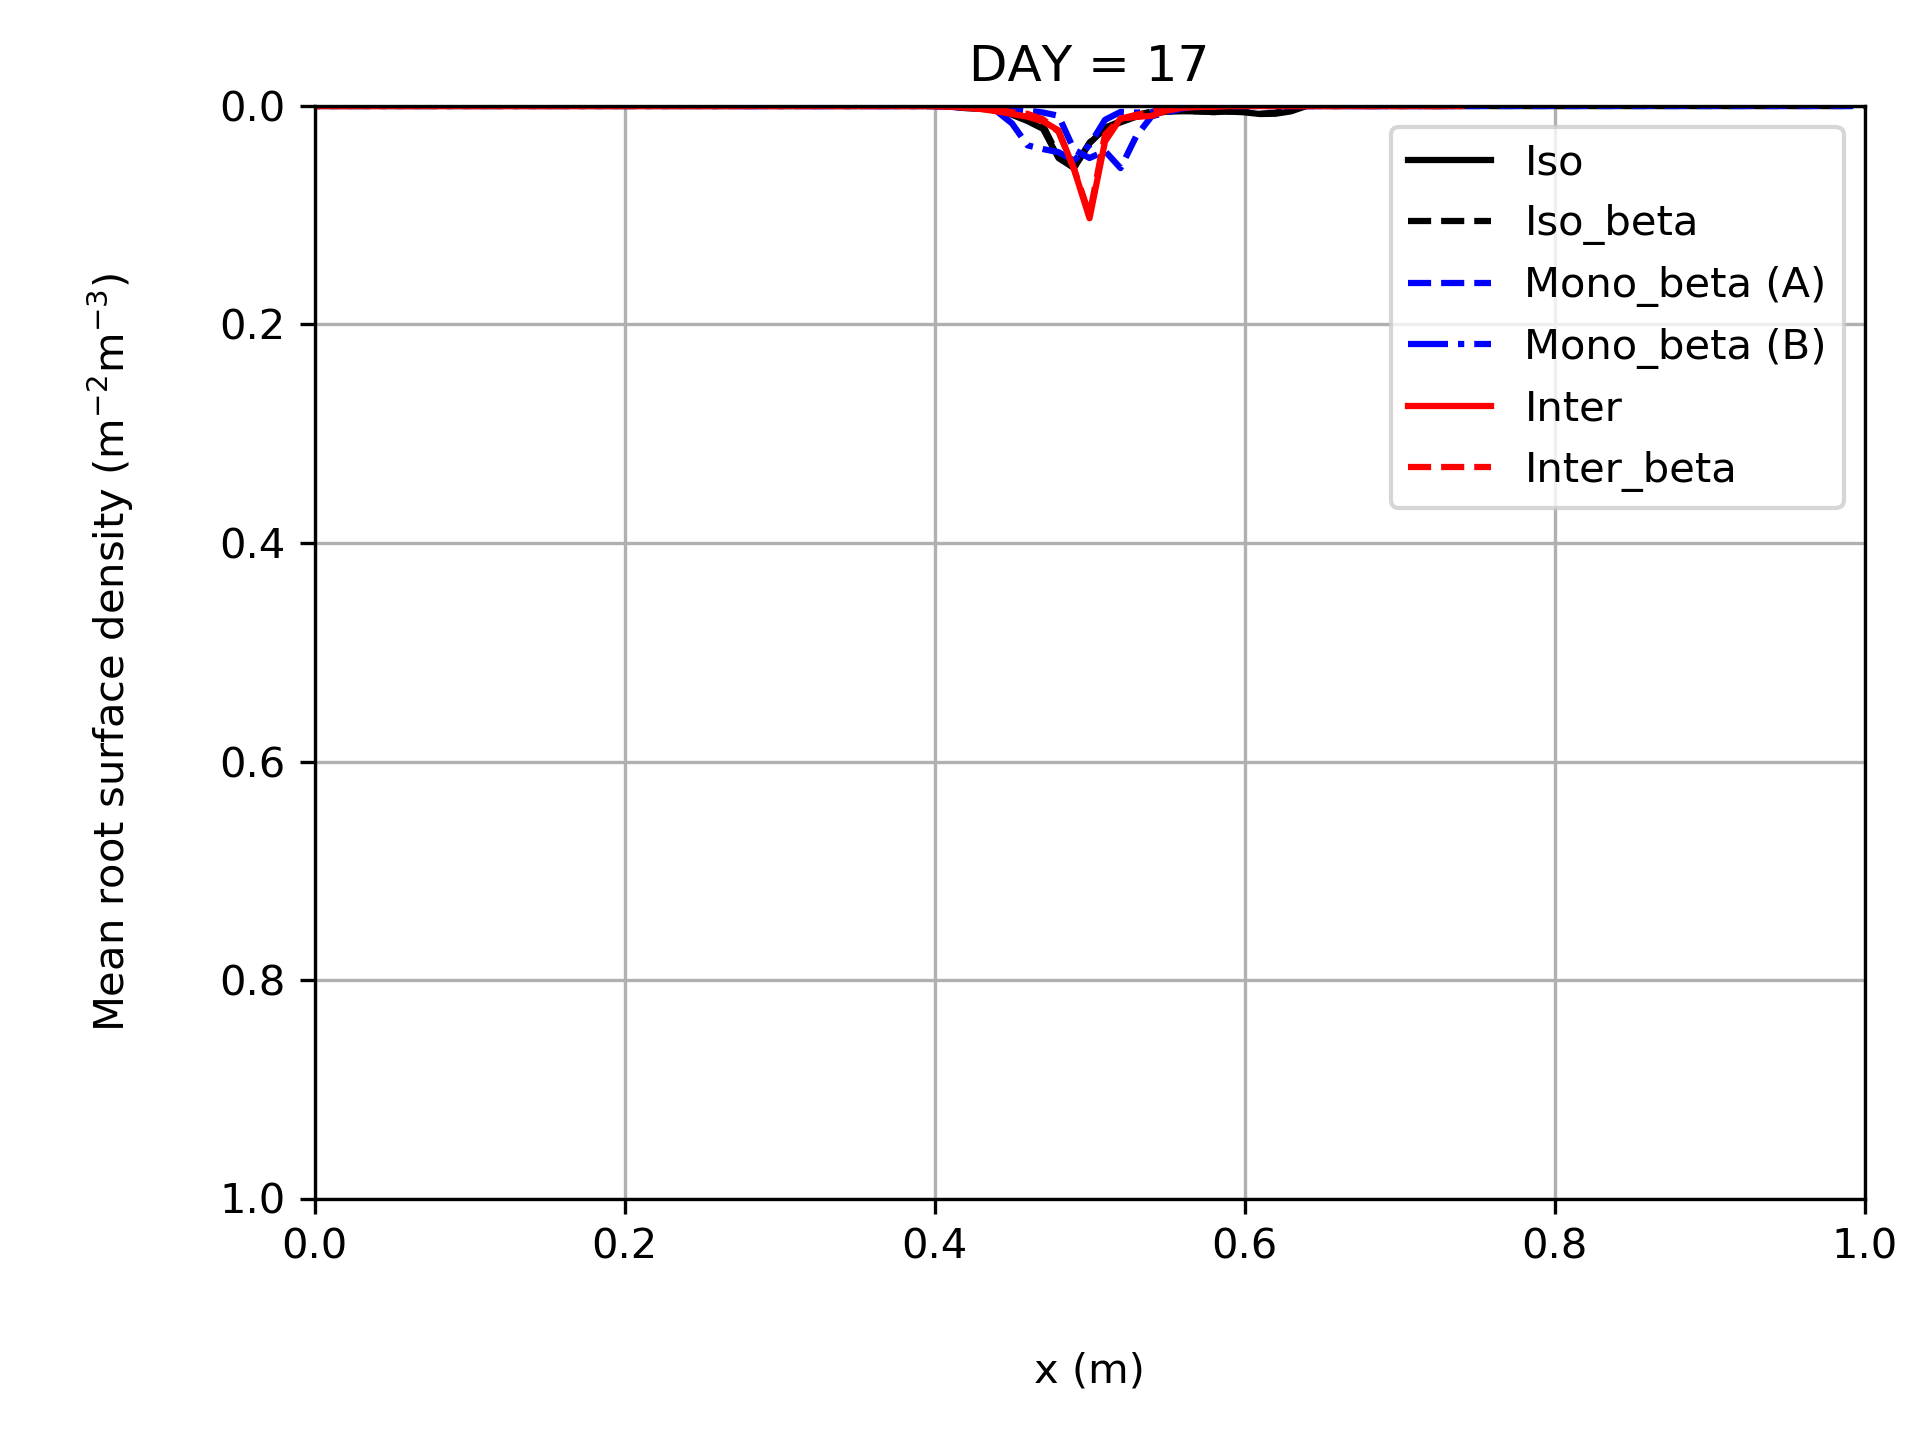 DAY = 17
0.0
0.2
0.4
0.6
0.8
1.0
Mean root surface density (m⁻²m⁻³)
Iso
Iso_beta
Mono_beta (A)
Mono_beta (B)
Inter
Inter_beta
0.0 0.2 0.4 0.6 0.8 1.0
x (m)